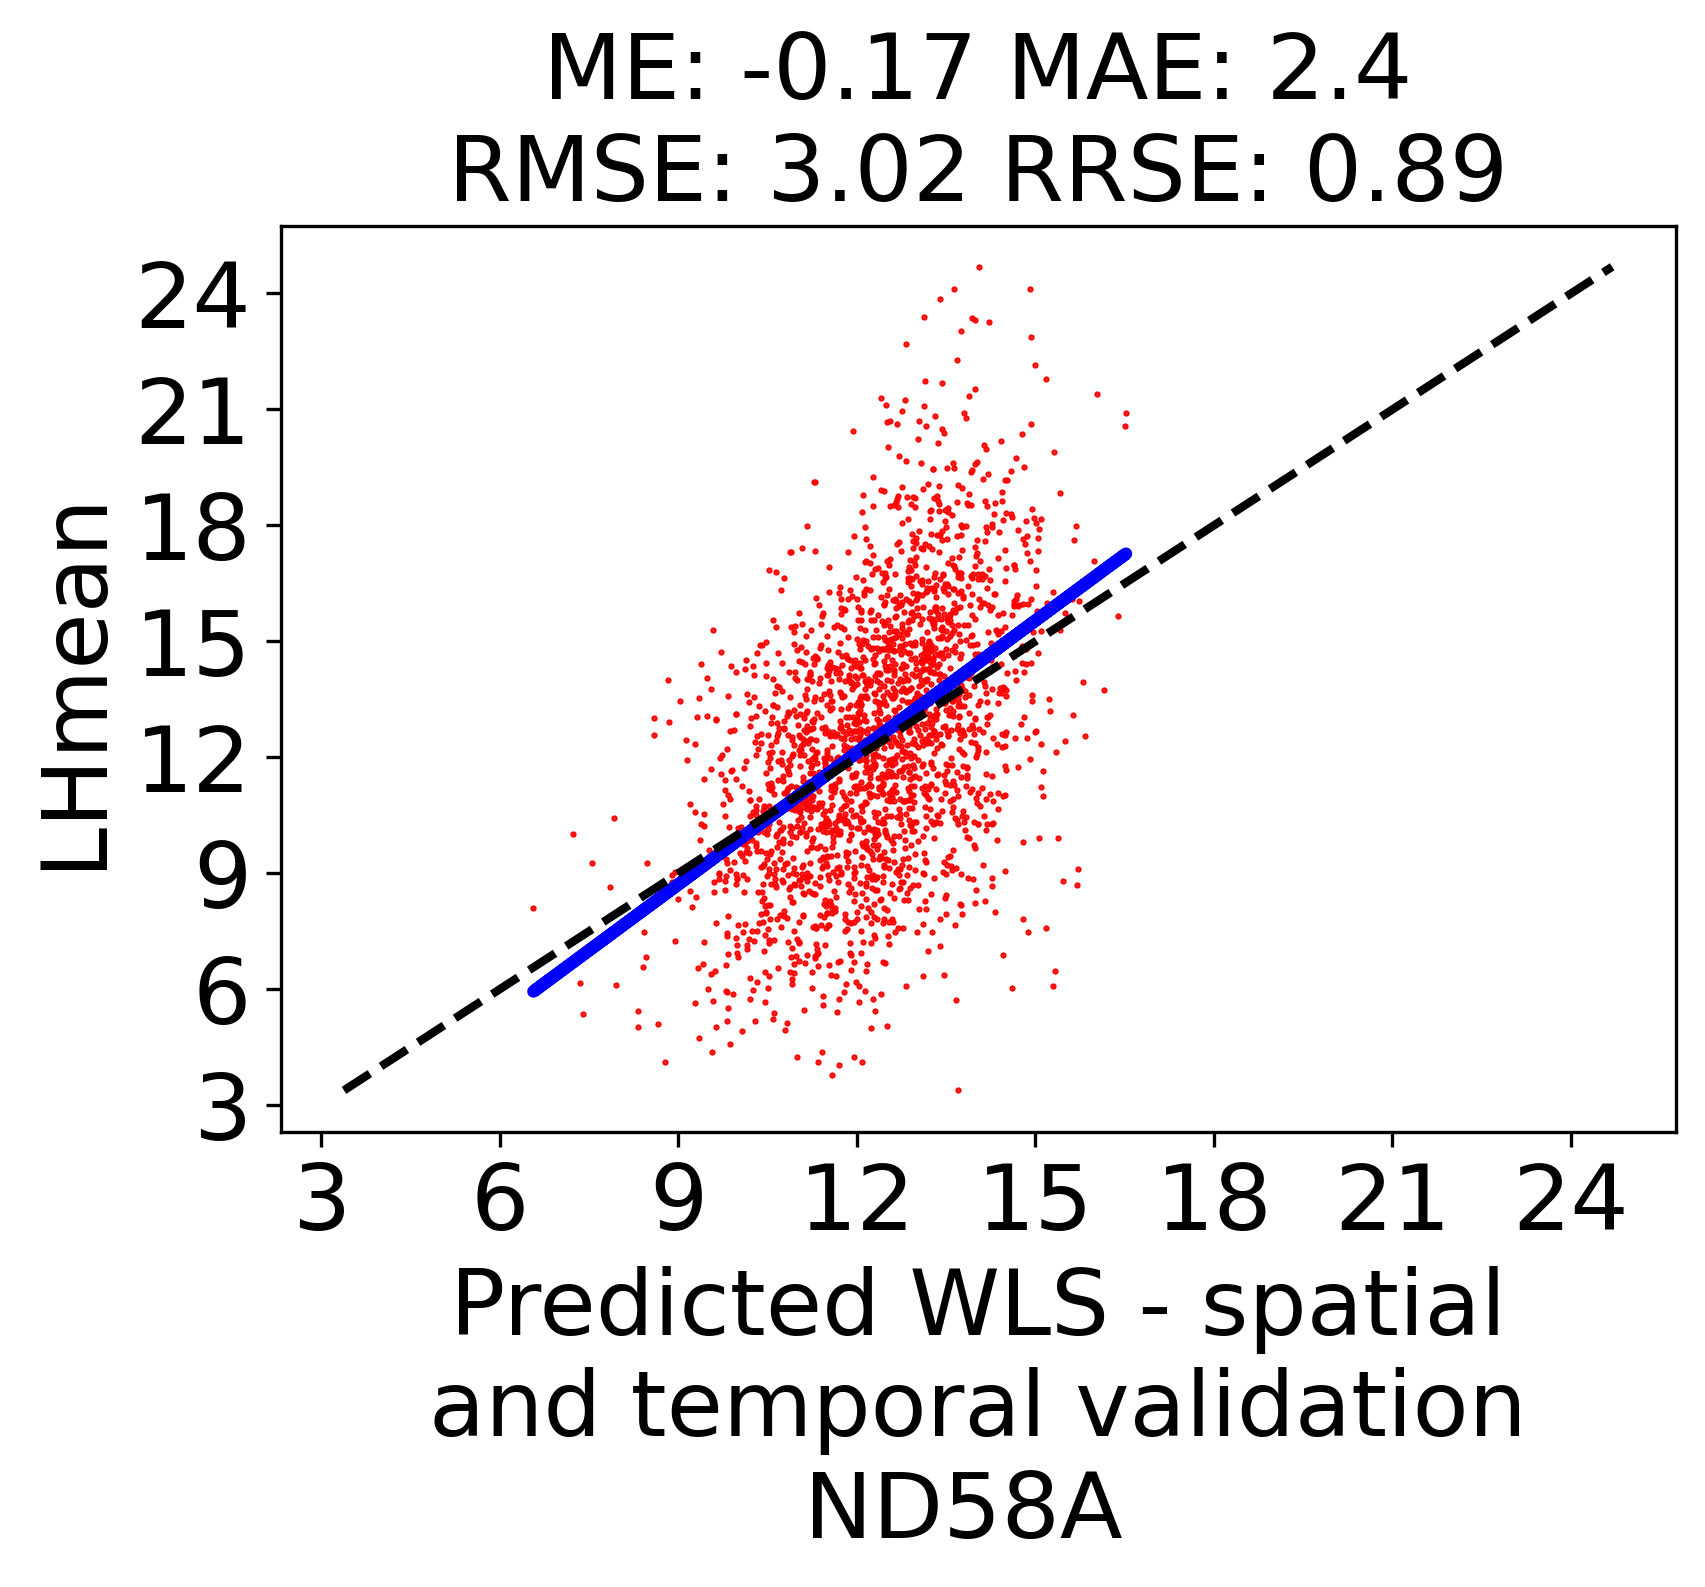 ME: -0.17 MAE: 2.4
RMSE: 3.02 RRSE: 0.89
LHmean
24
21
18
15
12
9
6
3
3 6 9 12 15 18 21 24
Predicted WLS - spatial
and temporal validation
ND58A